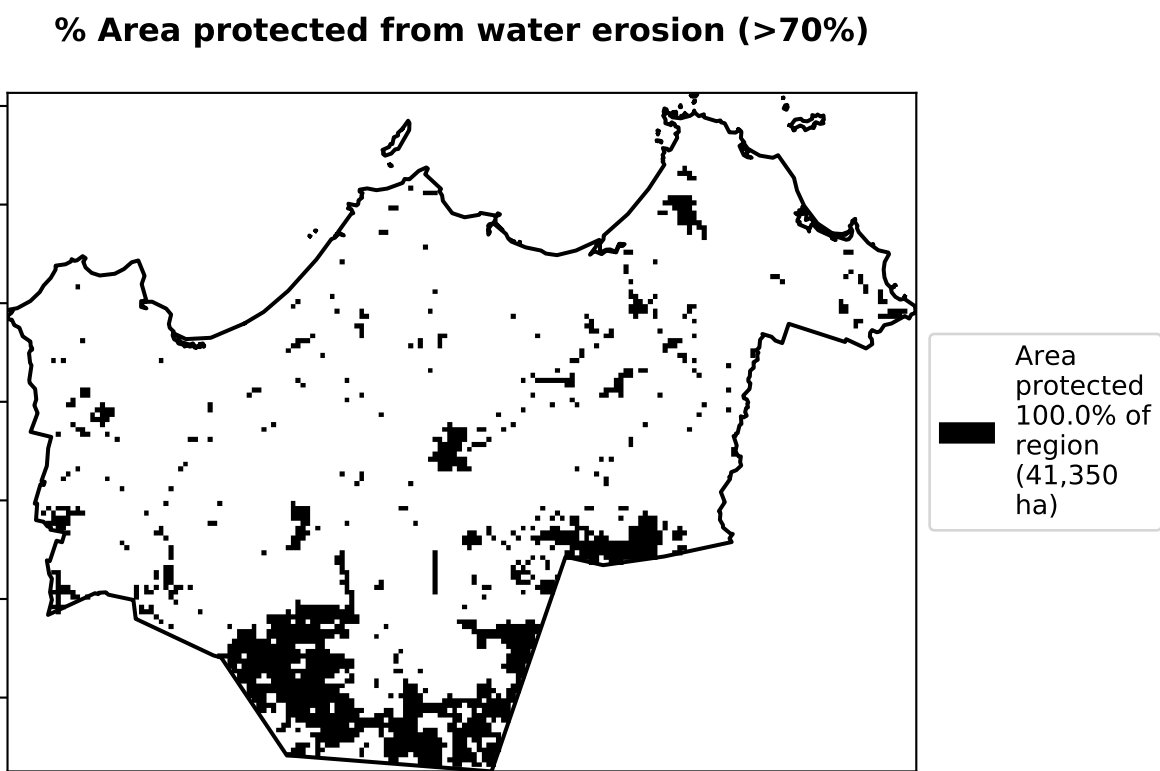 % Area protected from water erosion (>70%)
Area
protected
100.0% of
region
(41,350
ha)